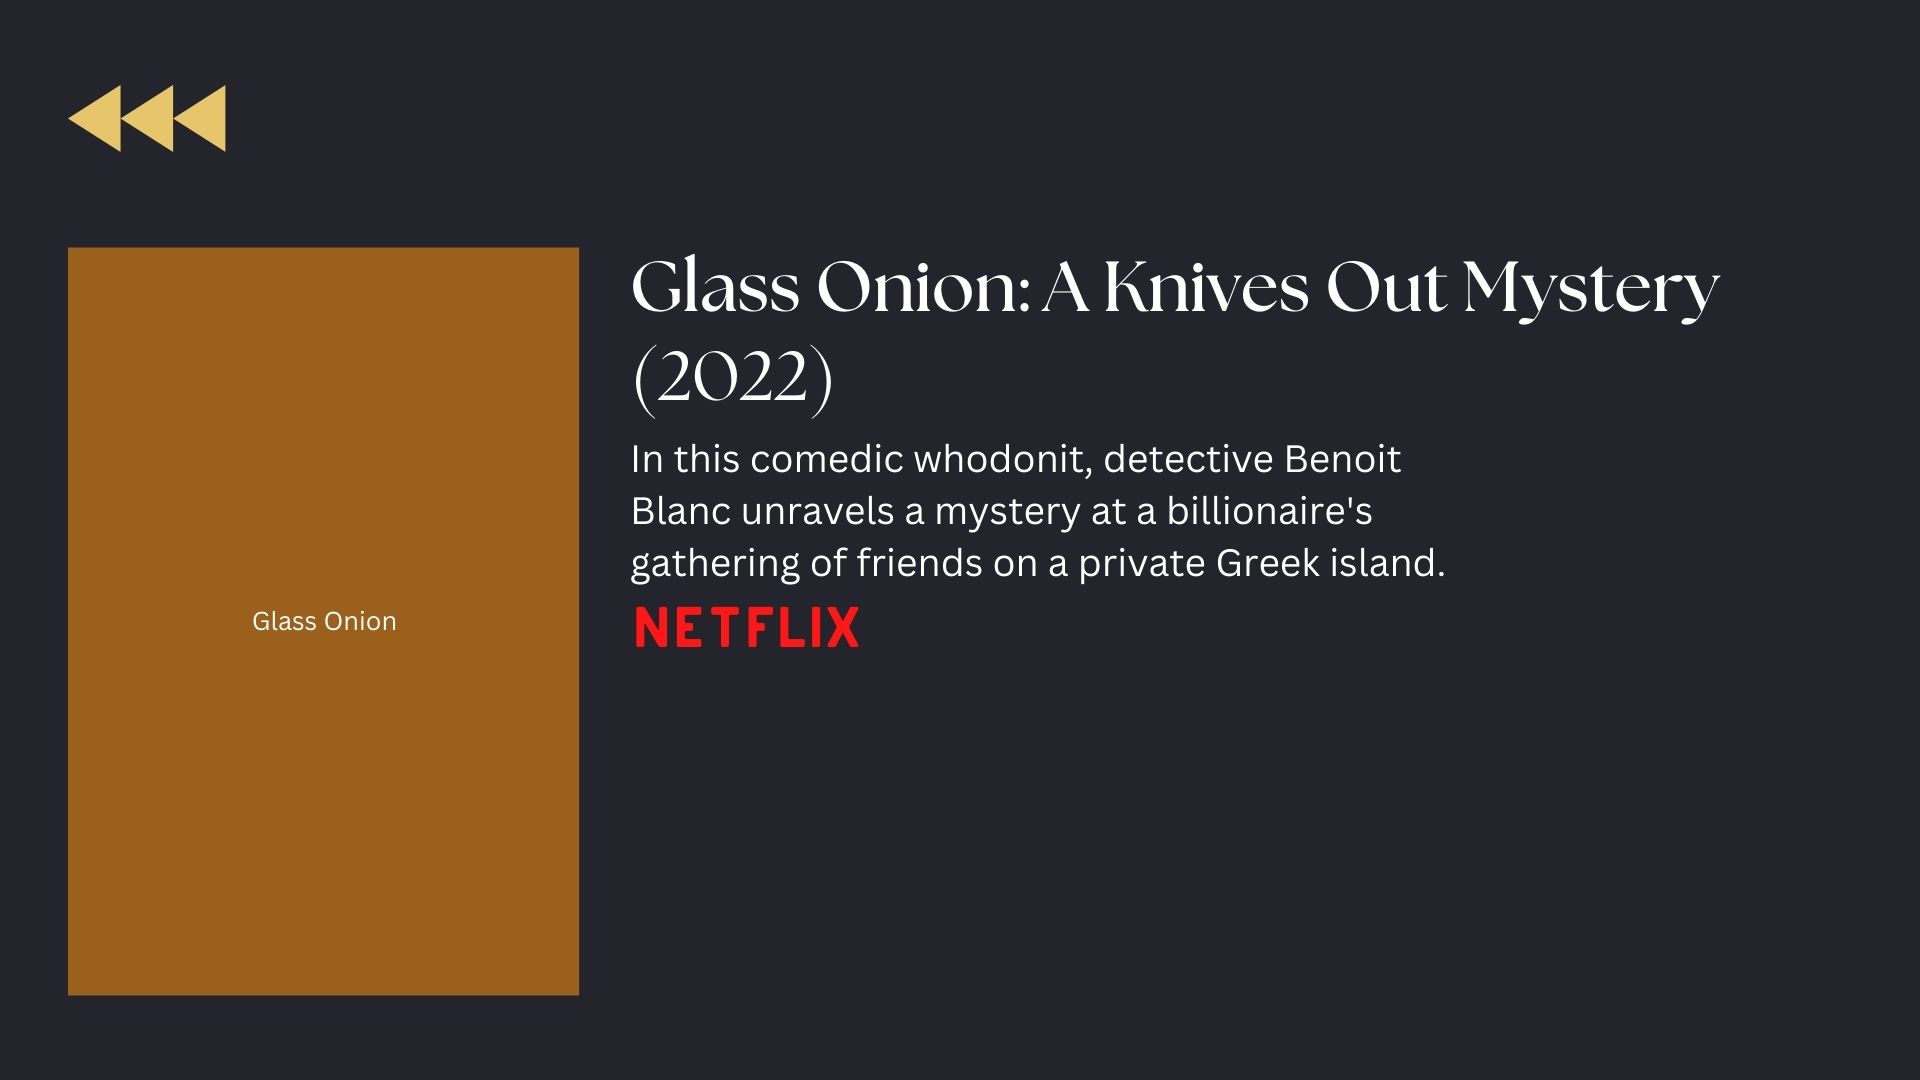 Glass Onion: A Knives Out Mystery
(2022)
In this comedic whodonit, detective Benoit
Blanc unravels a mystery at a billionaire's
gathering of friends on a private Greek island.
NETFLIX
Glass Onion